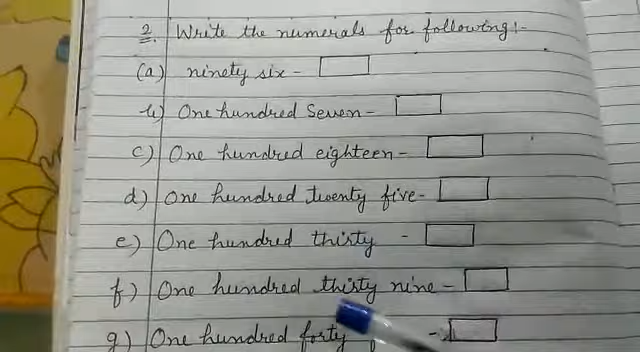 2. Write the numerals for following:-
(a) ninety six -
b) One hundred Seven -
c) One hundred eighteen -
d) One hundred twenty five -
e) One hundred thirty -
f) One hundred thirty nine -
g) One hundred forty -